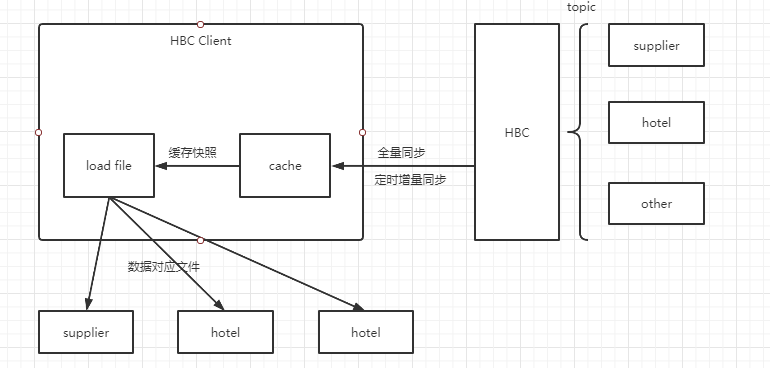 topic
HBC Client
supplier
hotel
other
HBC
load file
缓存快照
cache
全量同步
定时增量同步
数据对应文件
supplier
hotel
hotel